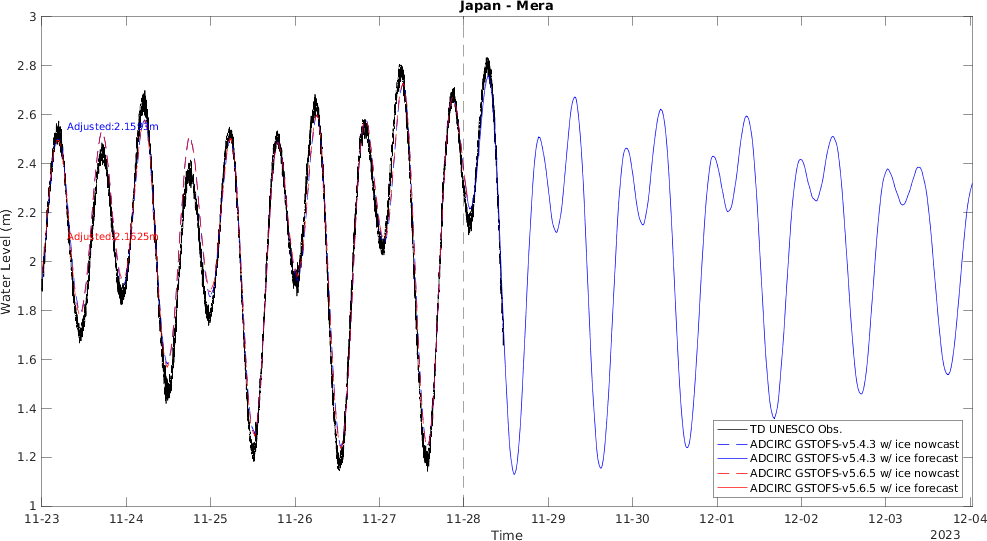 Japan - Mera
3
2.8
2.6
2.4
2.2
2
1.8
1.6
1.4
1.2
1
Water Level (m)
Adjusted:2.1593m
Adjusted:2.1625m
TD UNESCO Obs.
ADCIRC GSTOFS-v5.4.3 w/ ice nowcast
ADCIRC GSTOFS-v5.4.3 w/ ice forecast
ADCIRC GSTOFS-v5.6.5 w/ ice nowcast
ADCIRC GSTOFS-v5.6.5 w/ ice forecast
11-23 11-24 11-25 11-26 11-27 11-28 11-29 11-30 12-01 12-02 12-03 12-04
Time
2023